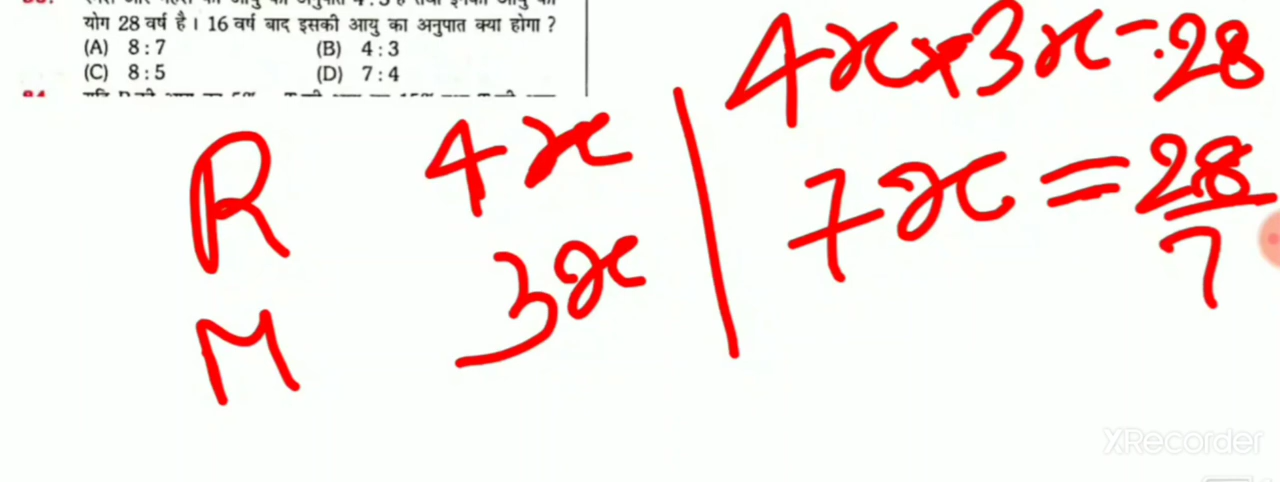 योग 28 वर्ष है। 16 वर्ष बाद इसकी आयु का अनुपात क्या होगा ?
(A) 8 : 7 (B) 4 : 3
(C) 8 : 5 (D) 7 : 4
R 4x
M 3x
4x+3x=28
7x = 28/7
XRecorder